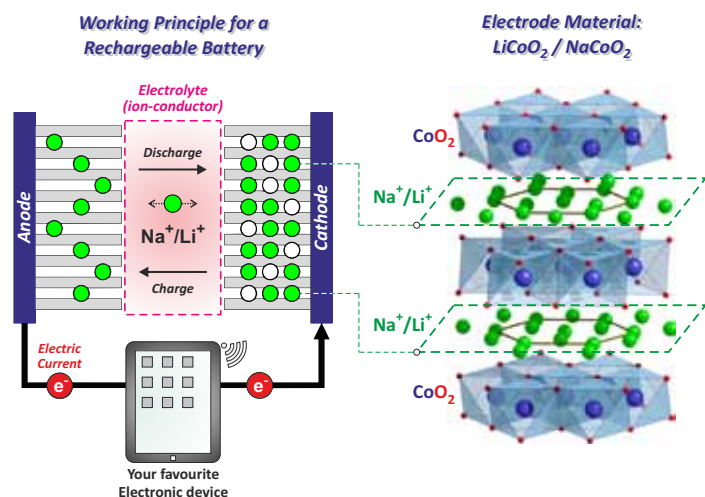 Working Principle for a
Rechargeable Battery
Electrode Material:
LiCoO₂ / NaCoO₂
Electrolyte
(ion-conductor)
Discharge
Na⁺/Li⁺
Charge
Anode
Cathode
Electric
Current
e⁻
e⁻
Your favourite
Electronic device
CoO₂
Na⁺/Li⁺
Na⁺/Li⁺
CoO₂